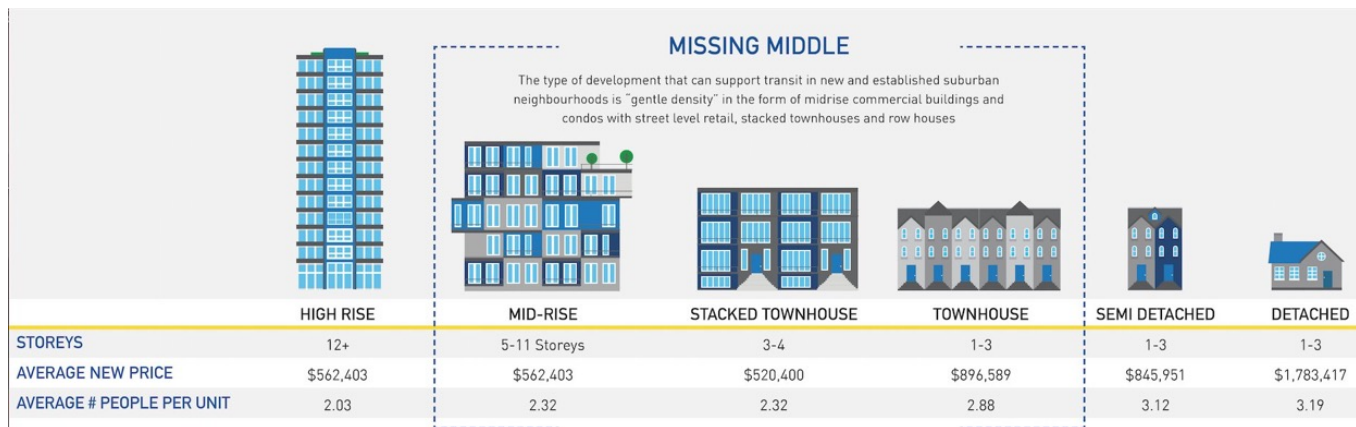 MISSING MIDDLE
The type of development that can support transit in new and established suburban
neighbourhoods is "gentle density" in the form of midrise commercial buildings and
condos with street level retail, stacked townhouses and row houses
HIGH RISE MID-RISE STACKED TOWNHOUSE TOWNHOUSE SEMI DETACHED DETACHED
STOREYS 12+ 5-11 Storeys 3-4 1-3 1-3 1-3
AVERAGE NEW PRICE $562,403 $562,403 $520,400 $896,589 $845,951 $1,783,417
AVERAGE # PEOPLE PER UNIT 2.03 2.32 2.32 2.88 3.12 3.19